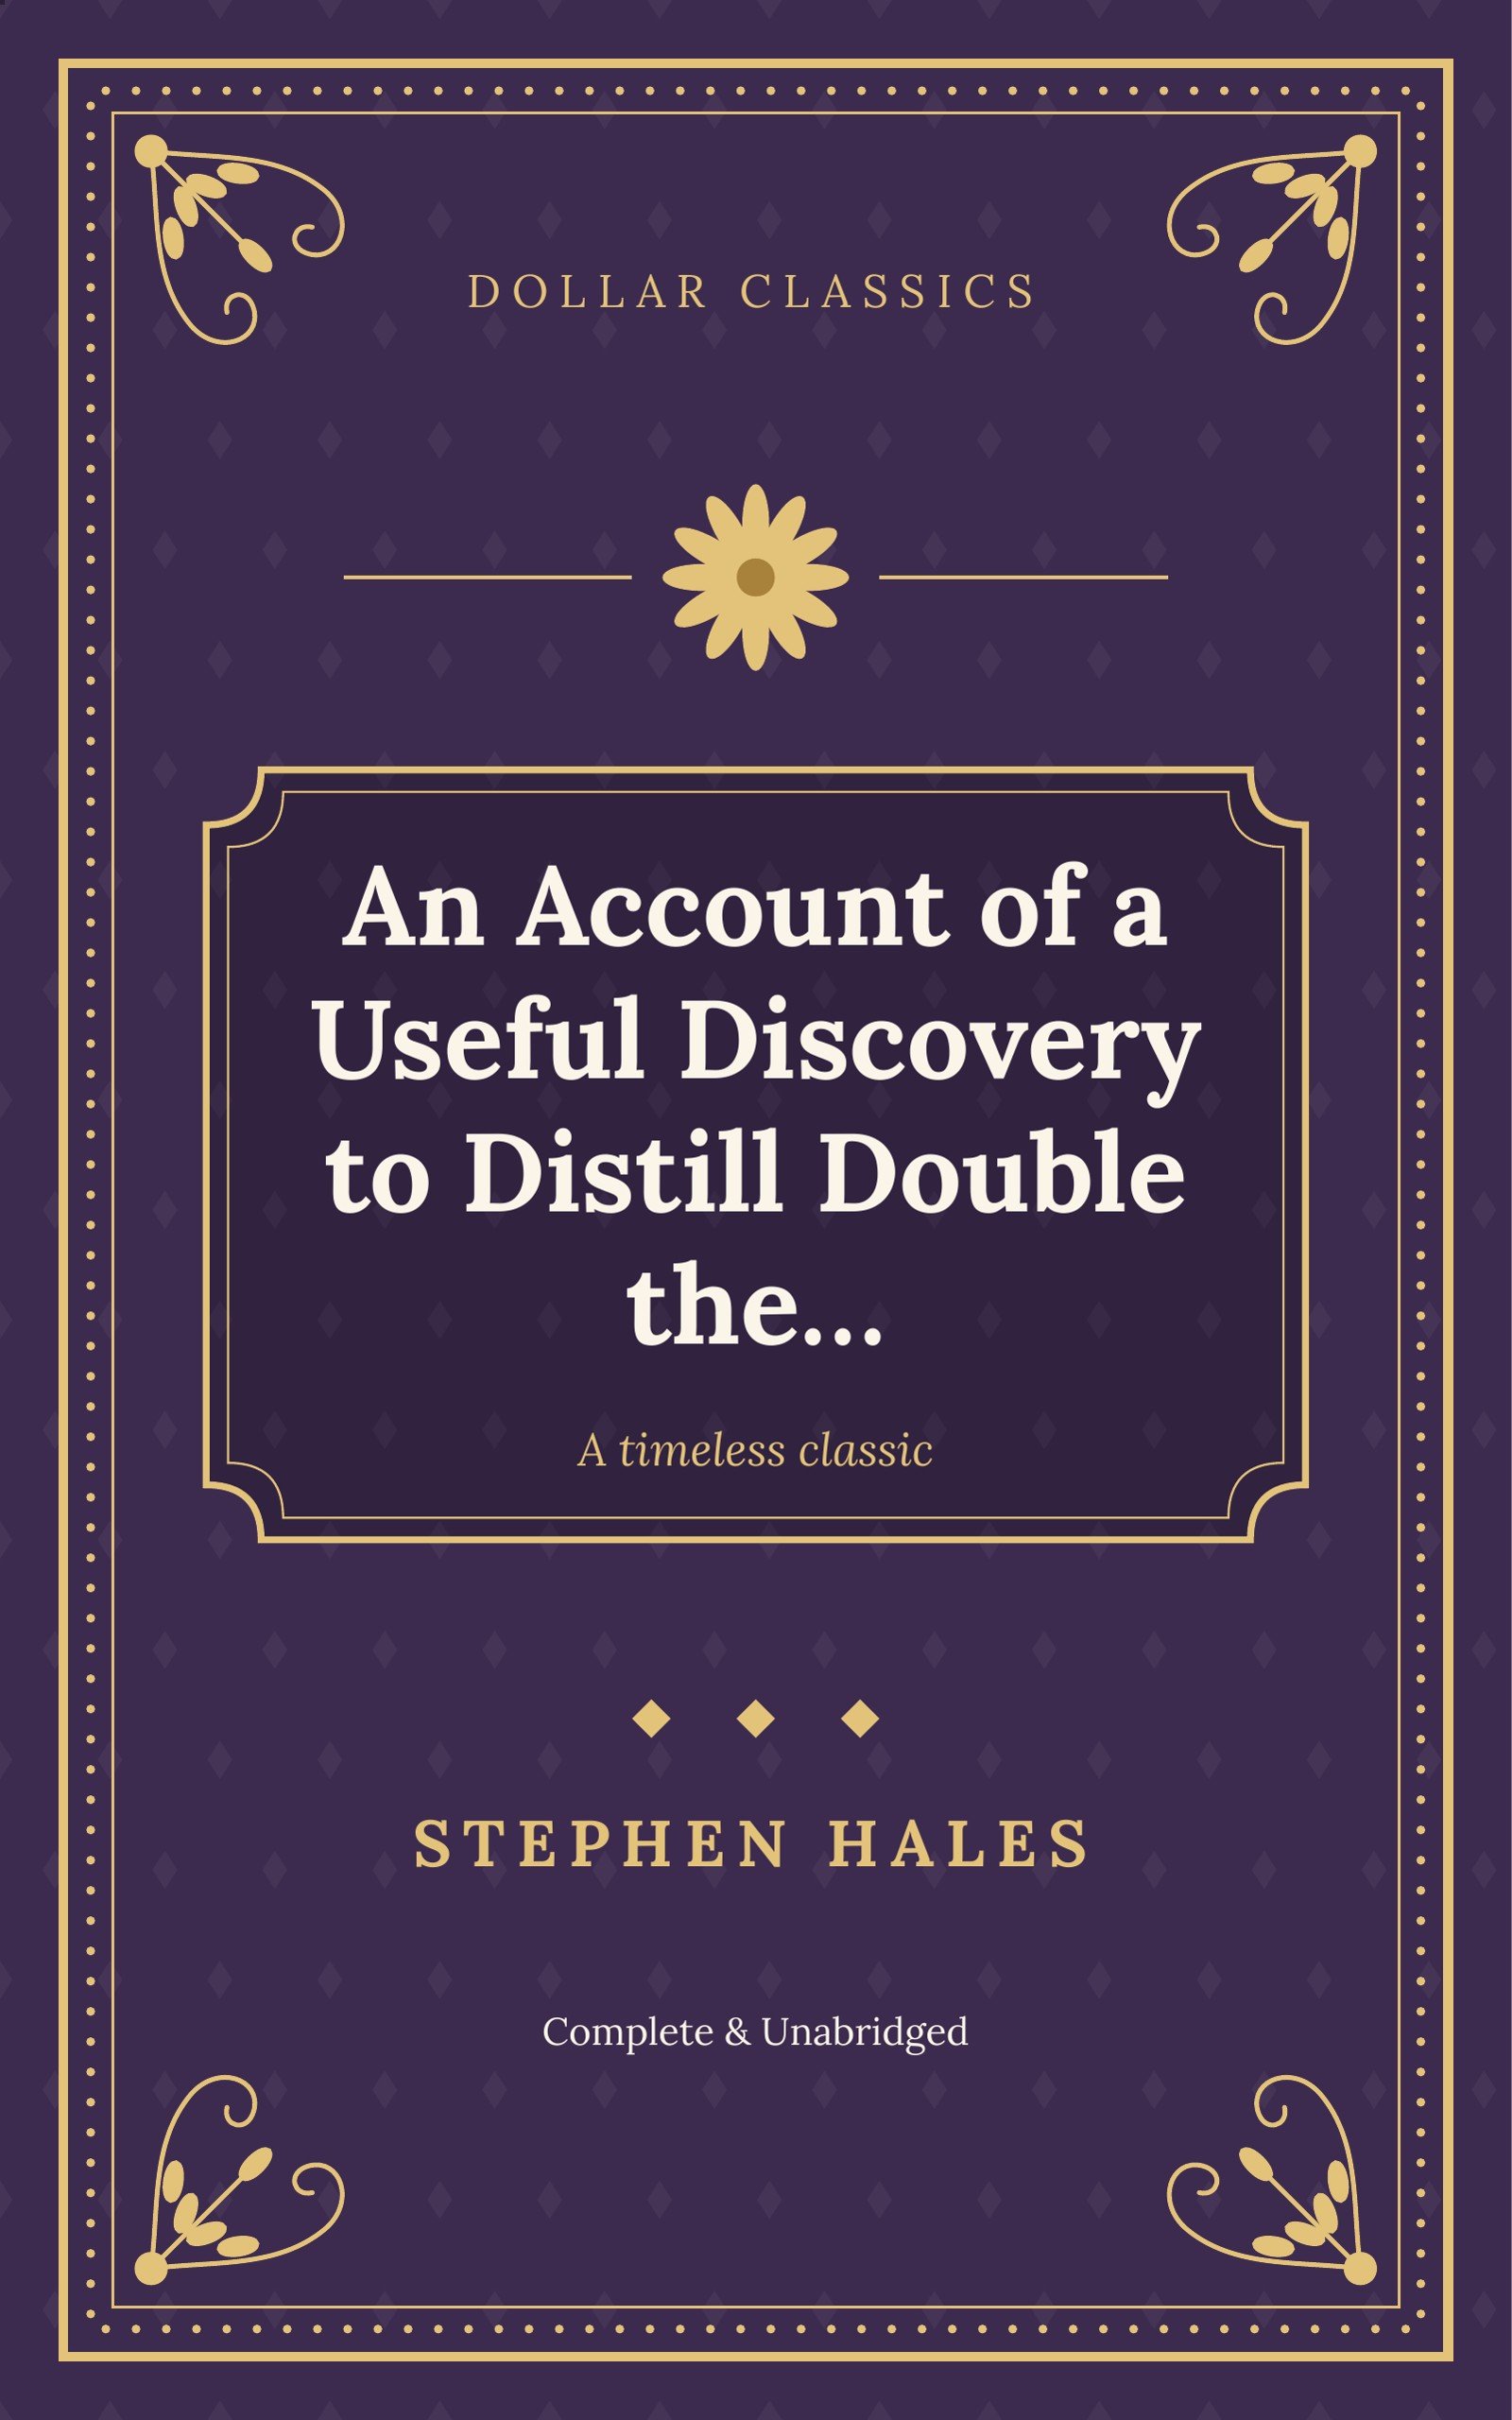 DOLLAR CLASSICS
An Account of a
Useful Discovery
to Distill Double
the...
A timeless classic
STEPHEN HALES
Complete & Unabridged